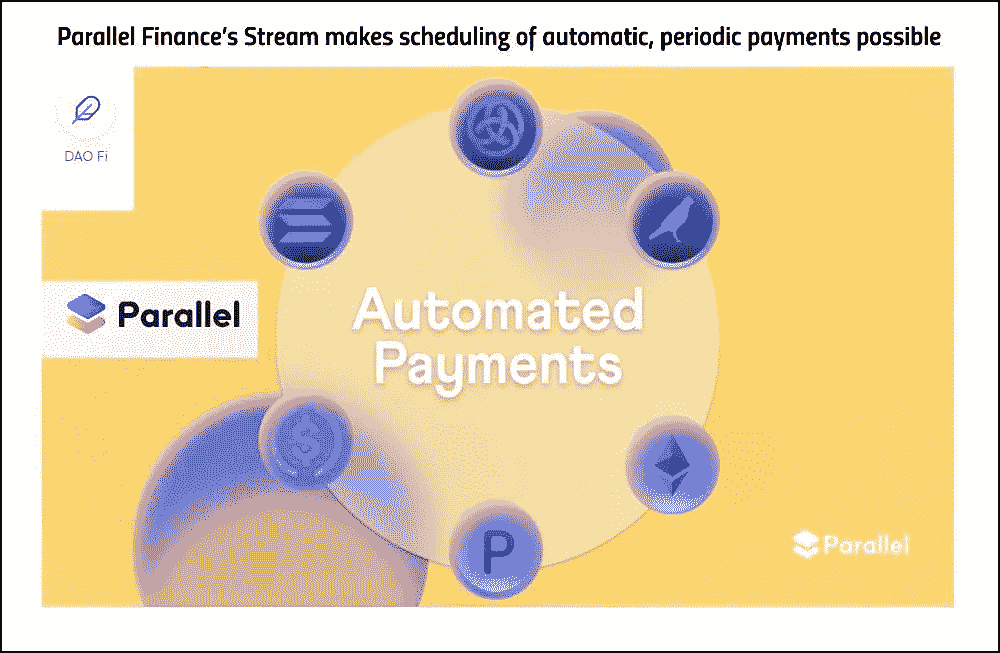 Parallel Finance's Stream makes scheduling of automatic, periodic payments possible
DAO Fi
Parallel
Automated
Payments
P
Parallel